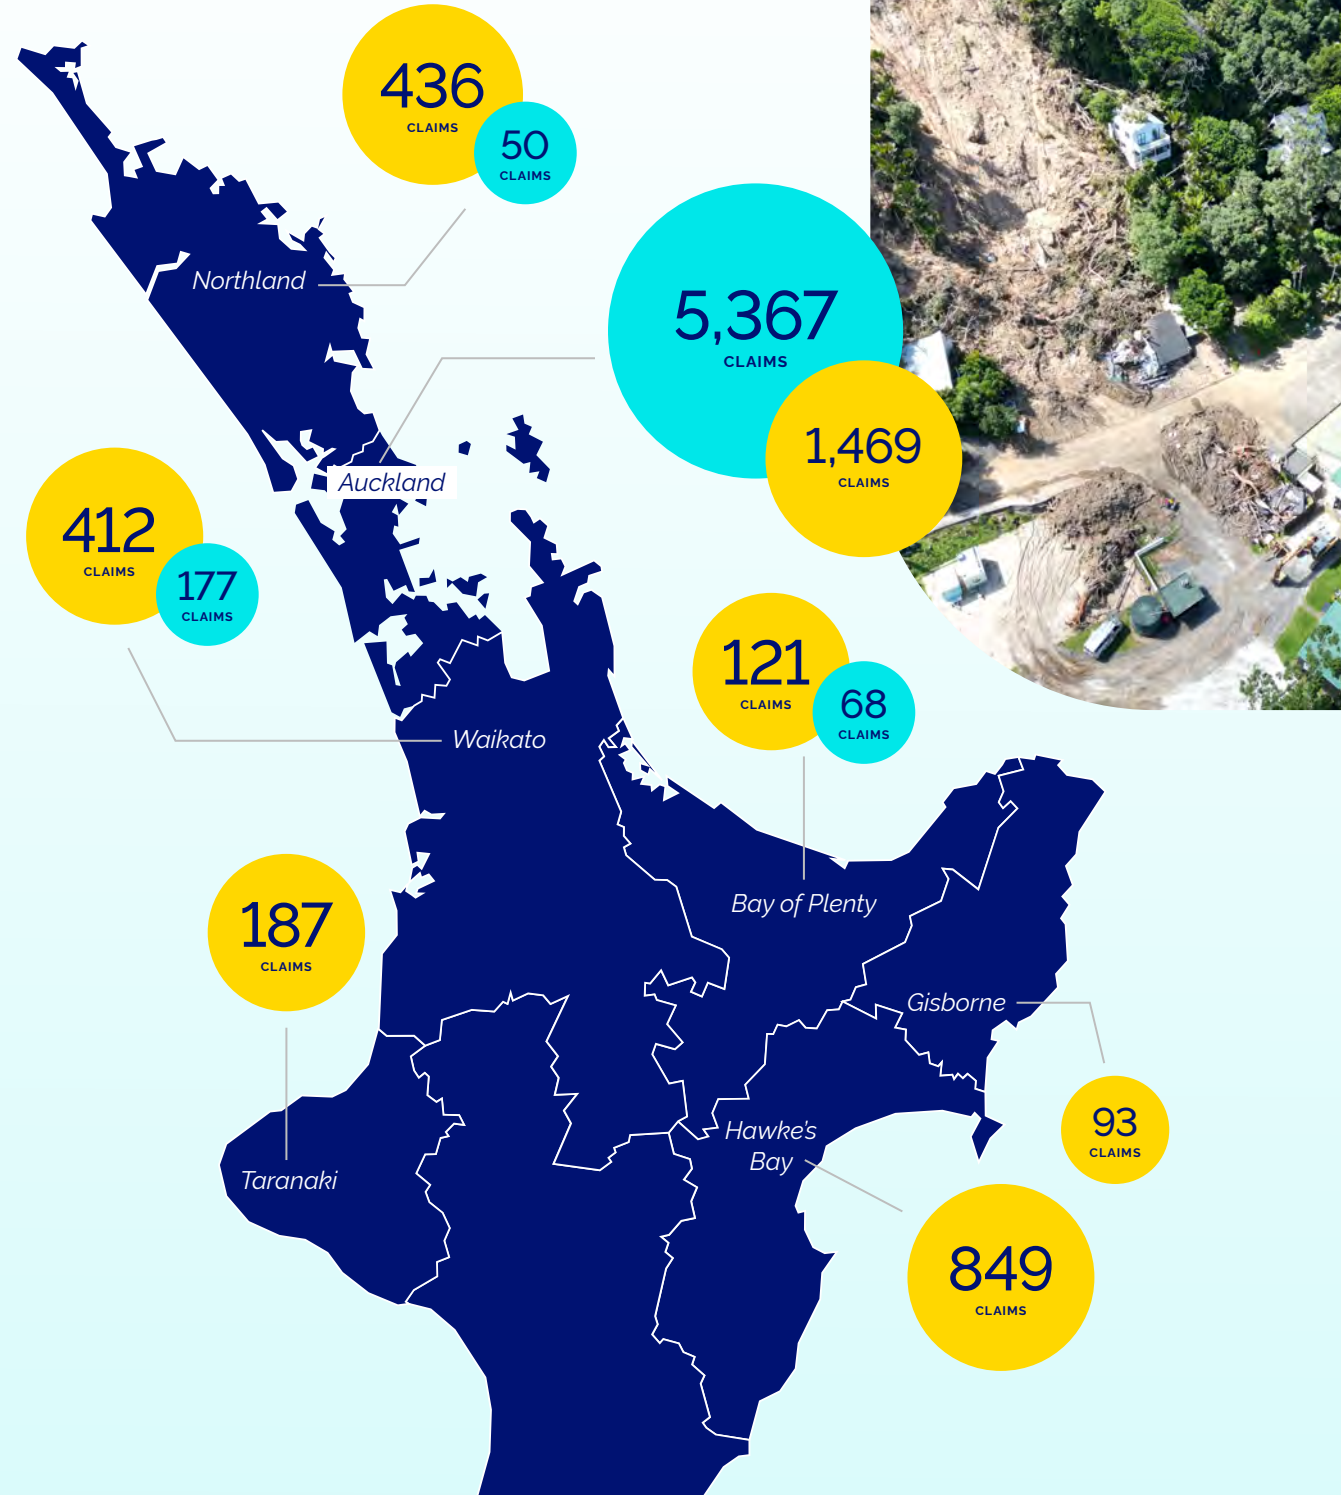 436
CLAIMS
50
CLAIMS
Northland
5,367
CLAIMS
1,469
CLAIMS
Auckland
412
CLAIMS
177
CLAIMS
Waikato
121
CLAIMS
68
CLAIMS
Bay of Plenty
187
CLAIMS
Taranaki
Gisborne
93
CLAIMS
Hawke's
Bay
849
CLAIMS